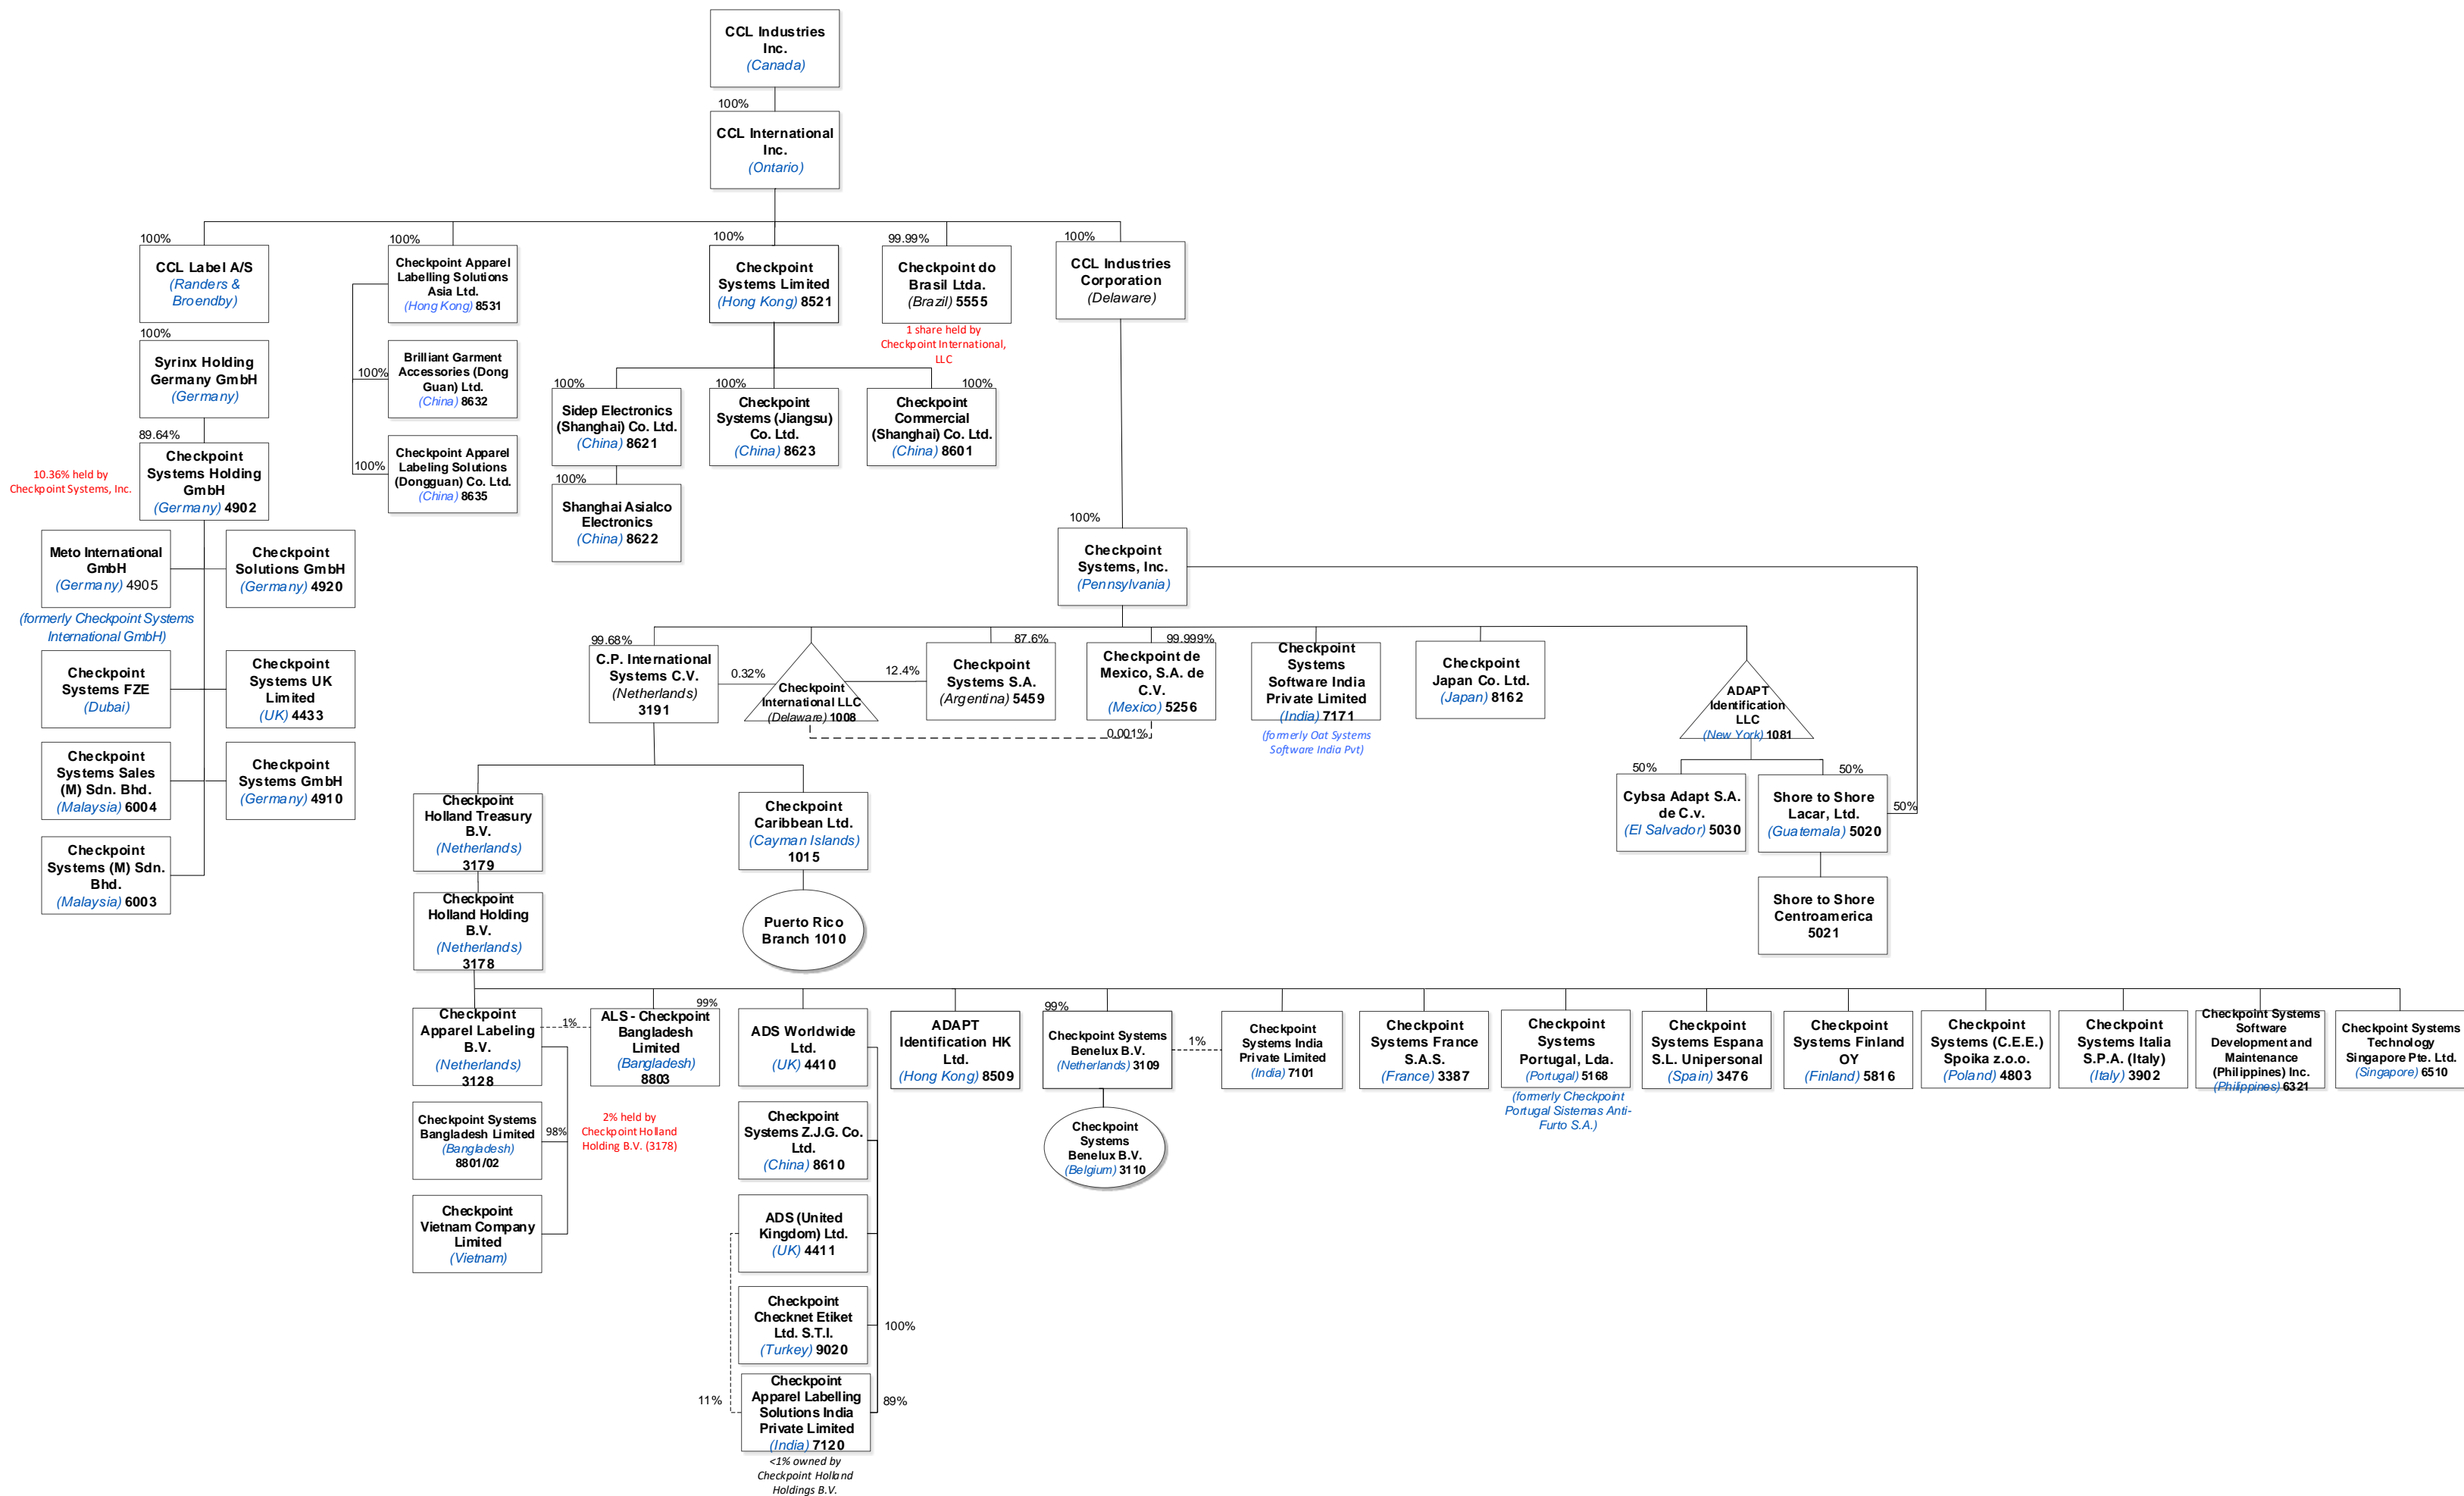 CCL Industries
Inc.
(Canada)
100%
CCL International
Inc.
(Ontario)
100%
CCL Label A/S
(Randers &
Broendby)
100%
Checkpoint Apparel
Labelling Solutions
Asia Ltd.
(Hong Kong) 8531
100%
Checkpoint
Systems Limited
(Hong Kong) 8521
99.99%
Checkpoint do
Brasil Ltda.
(Brazil) 5555
1 share held by
Checkpoint International,
LLC
100%
CCL Industries
Corporation
(Delaware)
100%
Syrinx Holding
Germany GmbH
(Germany)
100%
Brilliant Garment
Accessories (Dong
Guan) Ltd.
(China) 8632
100%
Checkpoint Apparel
Labeling Solutions
(Dongguan) Co. Ltd.
(China) 8635
100%
Sidep Electronics
(Shanghai) Co. Ltd.
(China) 8621
100%
Checkpoint
Systems (Jiangsu)
Co. Ltd.
(China) 8623
100%
Checkpoint
Commercial
(Shanghai) Co. Ltd.
(China) 8601
100%
Shanghai Asialco
Electronics
(China) 8622
89.64%
10.36% held by
Checkpoint Systems, Inc.
Checkpoint
Systems Holding
GmbH
(Germany) 4902
Meto International
GmbH
(Germany) 4905
(formerly Checkpoint Systems
International GmbH)
Checkpoint
Solutions GmbH
(Germany) 4920
Checkpoint
Systems FZE
(Dubai)
Checkpoint
Systems UK
Limited
(UK) 4433
Checkpoint
Systems Sales
(M) Sdn. Bhd.
(Malaysia) 6004
Checkpoint
Systems GmbH
(Germany) 4910
Checkpoint
Systems (M) Sdn.
Bhd.
(Malaysia) 6003
100%
Checkpoint
Systems, Inc.
(Pennsylvania)
99.68%
C.P. International
Systems C.V.
(Netherlands)
3191
0.32%
Checkpoint
International LLC
(Delaware) 1008
12.4%
87.6%
Checkpoint
Systems S.A.
(Argentina) 5459
99.999%
Checkpoint de
Mexico, S.A. de
C.V.
(Mexico) 5256
0.001%
Checkpoint
Systems
Software India
Private Limited
(India) 7171
(formerly Oat Systems
Software India Pvt)
Checkpoint
Japan Co. Ltd.
(Japan) 8162
ADAPT
Identification
LLC
(New York) 1081
50%
Cybsa Adapt S.A.
de C.v.
(El Salvador) 5030
50%
Shore to Shore
Lacar, Ltd.
(Guatemala) 5020
50%
Shore to Shore
Centroamerica
5021
Checkpoint
Holland Treasury
B.V.
(Netherlands)
3179
Checkpoint
Caribbean Ltd.
(Cayman Islands)
1015
Checkpoint
Holland Holding
B.V.
(Netherlands)
3178
Puerto Rico
Branch 1010
Checkpoint
Apparel Labeling
B.V.
(Netherlands)
3128
1%
99%
ALS - Checkpoint
Bangladesh
Limited
(Bangladesh)
8803
ADS Worldwide
Ltd.
(UK) 4410
ADAPT
Identification HK
Ltd.
(Hong Kong) 8509
99%
Checkpoint Systems
Benelux B.V.
(Netherlands) 3109
1%
Checkpoint
Systems India
Private Limited
(India) 7101
Checkpoint
Systems France
S.A.S.
(France) 3387
Checkpoint
Systems
Portugal, Lda.
(Portugal) 5168
(formerly Checkpoint
Portugal Sistemas Anti-
Furto S.A.)
Checkpoint
Systems Espana
S.L. Unipersonal
(Spain) 3476
Checkpoint
Systems Finland
OY
(Finland) 5816
Checkpoint
Systems (C.E.E.)
Spoika z.o.o.
(Poland) 4803
Checkpoint
Systems Italia
S.P.A. (Italy)
(Italy) 3902
Checkpoint Systems
Software
Development and
Maintenance
(Philippines) Inc.
(Philippines) 6321
Checkpoint Systems
Technology
Singapore Pte. Ltd.
(Singapore) 6510
Checkpoint Systems
Bangladesh Limited
(Bangladesh)
8801/02
98%
2% held by
Checkpoint Holland
Holding B.V. (3178)
Checkpoint
Systems Z.J.G. Co.
Ltd.
(China) 8610
Checkpoint
Systems
Benelux B.V.
(Belgium) 3110
Checkpoint
Vietnam Company
Limited
(Vietnam)
ADS (United
Kingdom) Ltd.
(UK) 4411
Checkpoint
Checknet Etiket
Ltd. S.T.I.
(Turkey) 9020
100%
11%
Checkpoint
Apparel Labelling
Solutions India
Private Limited
(India) 7120
89%
<1% owned by
Checkpoint Holland
Holdings B.V.